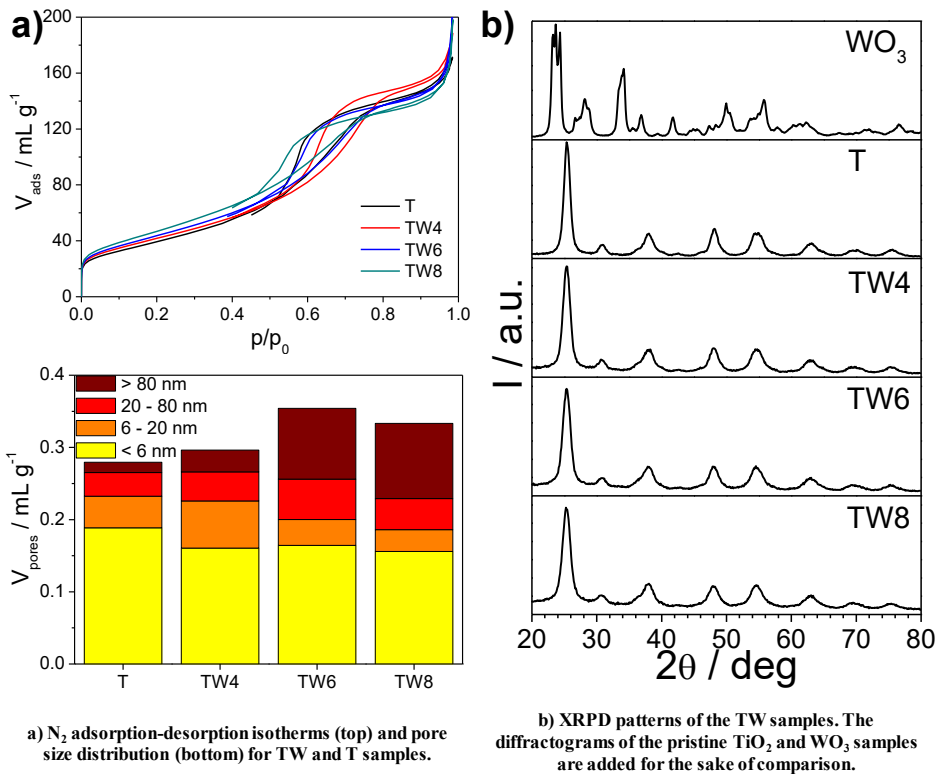 a)
200
160
120
80
40
0
V_ads / mL g⁻¹
T
TW4
TW6
TW8
0.0 0.2 0.4 0.6 0.8 1.0
p/p₀
0.4
0.3
0.2
0.1
0.0
V_pores / mL g⁻¹
> 80 nm
20 - 80 nm
6 - 20 nm
< 6 nm
T TW4 TW6 TW8
a) N₂ adsorption-desorption isotherms (top) and pore
size distribution (bottom) for TW and T samples.
b)
I / a.u.
WO₃
T
TW4
TW6
TW8
20 30 40 50 60 70 80
2θ / deg
b) XRPD patterns of the TW samples. The
diffractograms of the pristine TiO₂ and WO₃ samples
are added for the sake of comparison.